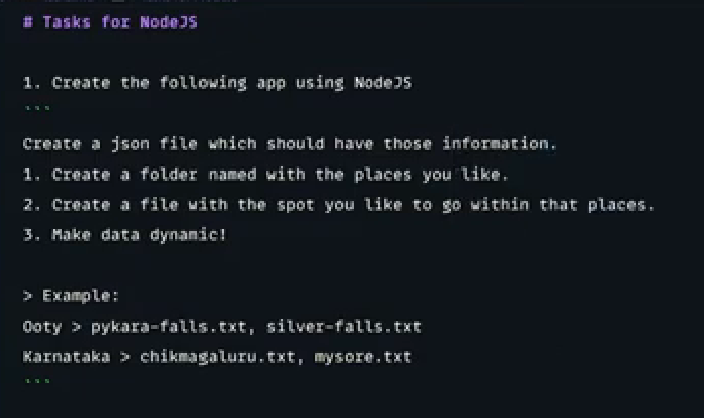 # Tasks for NodeJS
1. Create the following app using NodeJS
```
Create a json file which should have those information.
1. Create a folder named with the places you like.
2. Create a file with the spot you like to go within that places.
3. Make data dynamic!
> Example:
Ooty > pykara-falls.txt, silver-falls.txt
Karnataka > chikmagaluru.txt, mysore.txt
```